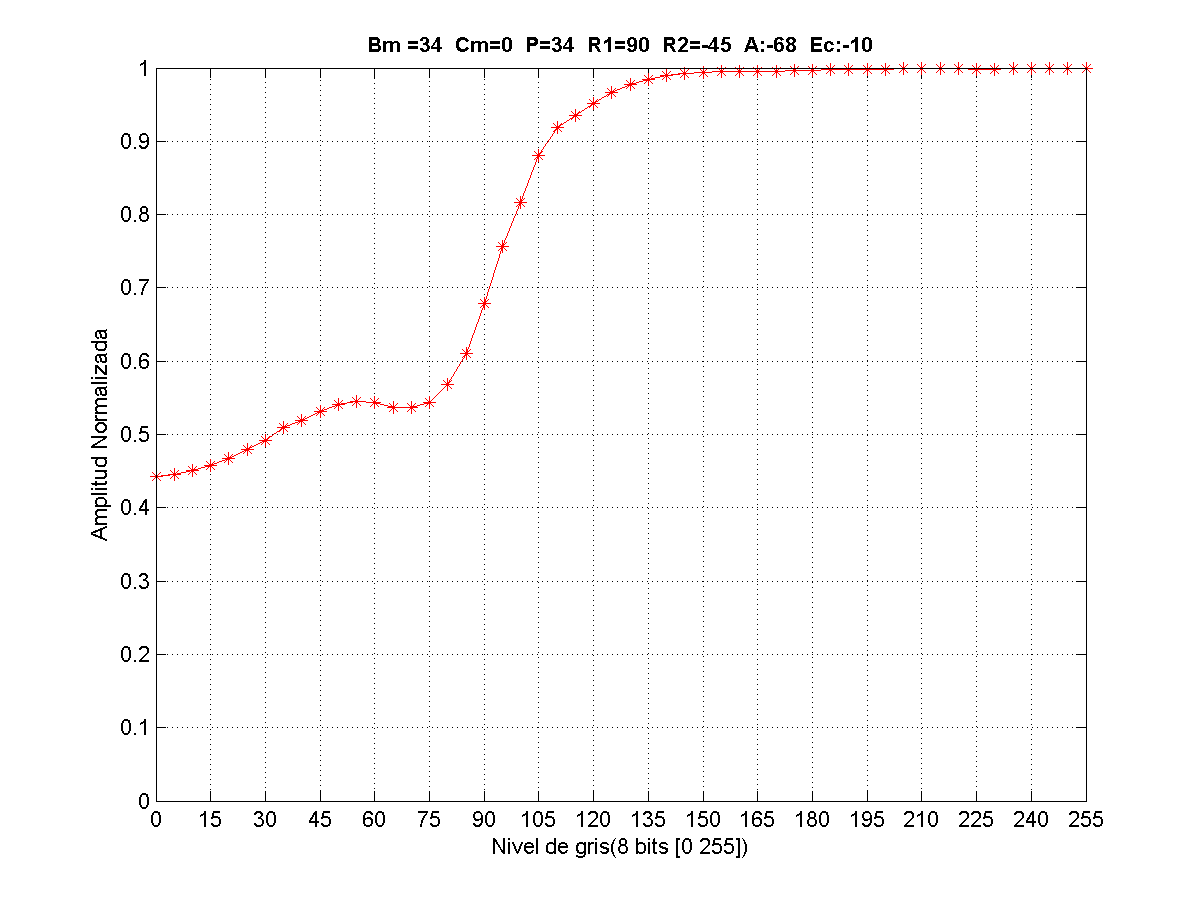 Bm =34 Cm=0 P=34 R1=90 R2=-45 A:-68 Ec:-10
1
0.9
0.8
0.7
0.6
0.5
0.4
0.3
0.2
0.1
0
Amplitud Normalizada
0 15 30 45 60 75 90 105 120 135 150 165 180 195 210 225 240 255
Nivel de gris(8 bits [0 255])